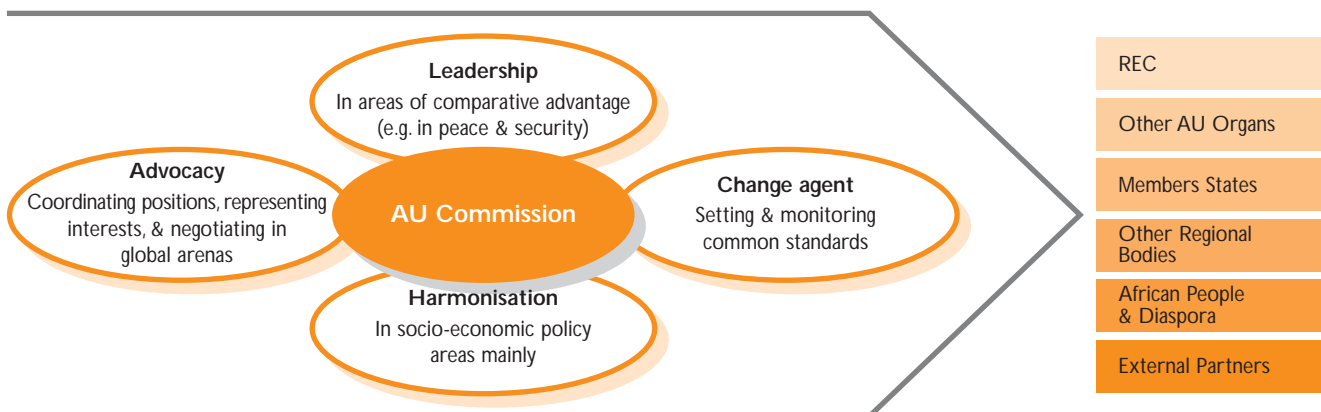 Leadership
In areas of comparative advantage
(e.g. in peace & security)
Advocacy
Coordinating positions, representing
interests, & negotiating in
global arenas
AU Commission
Change agent
Setting & monitoring
common standards
Harmonisation
In socio-economic policy
areas mainly
REC
Other AU Organs
Members States
Other Regional
Bodies
African People
& Diaspora
External Partners